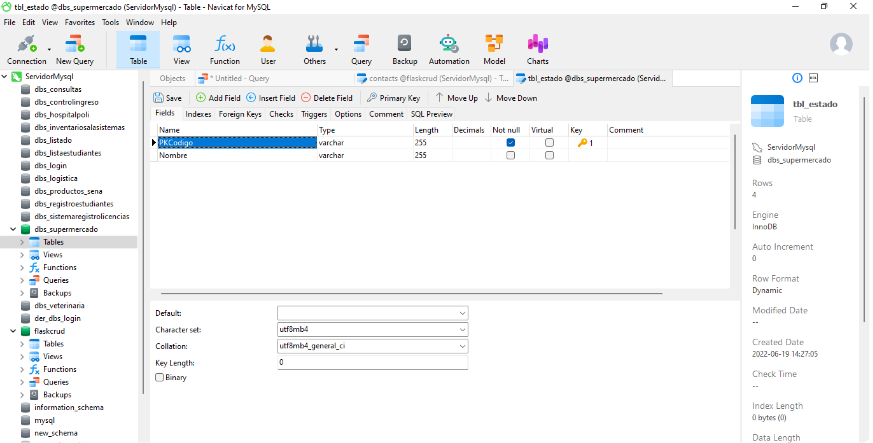 tbl_estado @dbs_supermercado (ServidorMysql) - Table - Navicat for MySQL
File Edit View Favorites Tools Window Help
Connection New Query Table View Function User Others Query Backup Automation Model Charts
ServidorMysql
dbs_consultas
dbs_controlingreso
dbs_hospitalpoli
dbs_inventariosalasistemas
dbs_listado
dbs_listaestudiantes
dbs_login
dbs_logistica
dbs_productos_sena
dbs_registroestudiantes
dbs_sistemaregistrolicencias
dbs_supermercado
Tables
Views
Functions
Queries
Backups
dbs_veterinaria
der_dbs_login
flaskcrud
Tables
Views
Functions
Queries
Backups
information_schema
mysql
new_schema
Objects * Untitled - Query contacts @flaskcrud (ServidorMysql) - T... tbl_estado @dbs_supermercado (Servid...
Save Add Field Insert Field Delete Field Primary Key Move Up Move Down
Fields Indexes Foreign Keys Checks Triggers Options Comment SQL Preview
Name Type Length Decimals Not null Virtual Key Comment
PKCodigo varchar 255 1
Nombre varchar 255
Default:
Character set: utf8mb4
Collation: utf8mb4_general_ci
Key Length: 0
Binary
tbl_estado
Table
ServidorMysql
dbs_supermercado
Rows
4
Engine
InnoDB
Auto Increment
0
Row Format
Dynamic
Modified Date
--
Created Date
2022-06-19 14:27:05
Check Time
--
Index Length
0 bytes (0)
Data Length